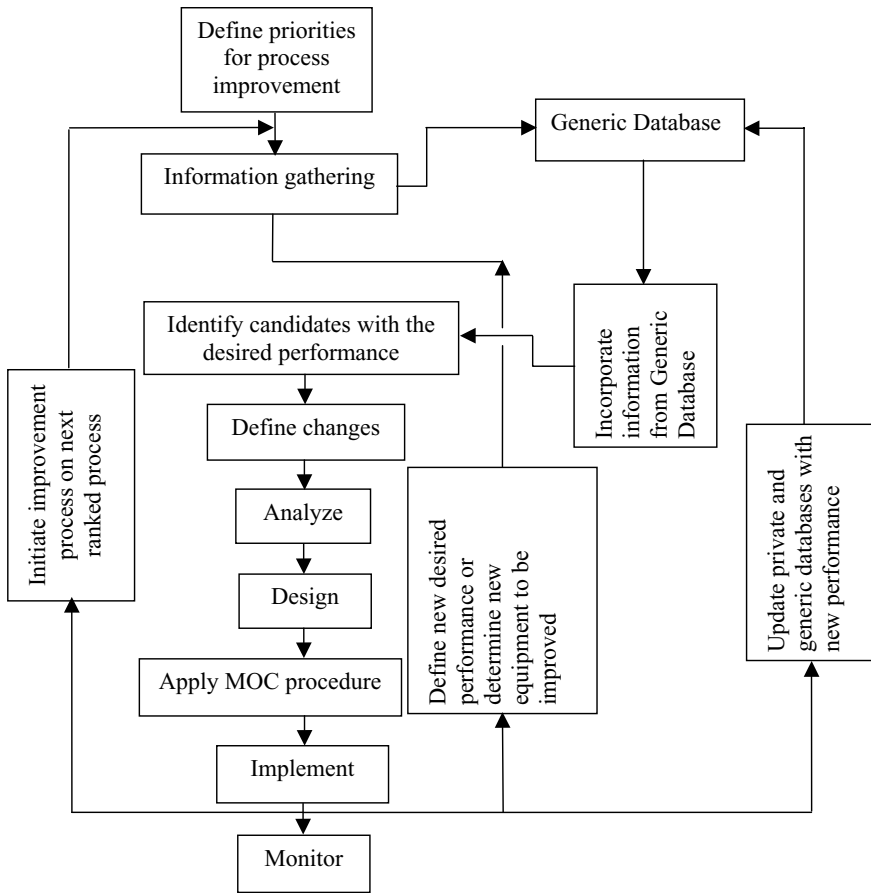 Define priorities
for process
improvement
Generic Database
Information gathering
Identify candidates with the
desired performance
Incorporate
information
from Generic
Database
Define changes
Initiate improvement
process on next
ranked process
Analyze
Define new desired
performance or
determine new
equipment to be
improved
Update private and
generic databases with
new performance
Design
Apply MOC procedure
Implement
Monitor